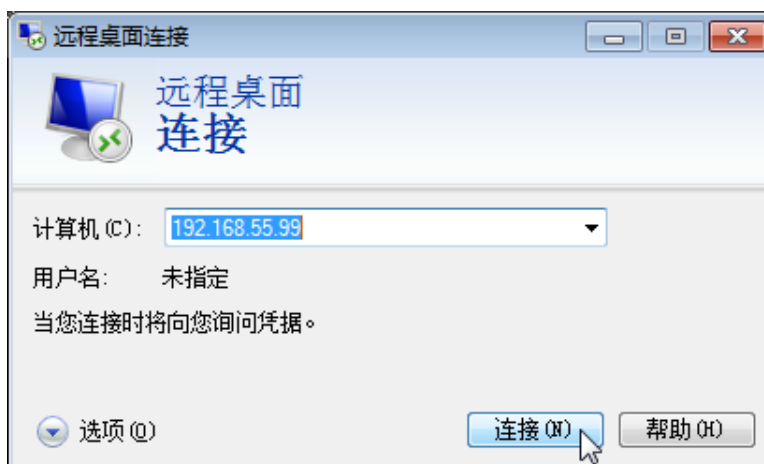 远程桌面连接
远程桌面
连接
计算机(C): 192.168.55.99
用户名: 未指定
当您连接时将向您询问凭据。
选项(O) 连接(N) 帮助(H)